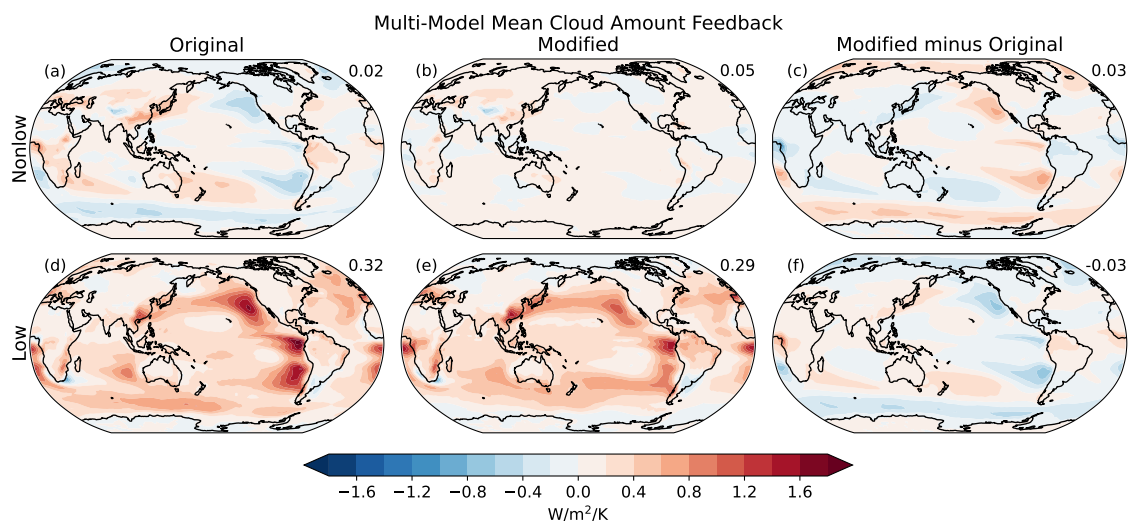 Multi-Model Mean Cloud Amount Feedback
Original
Modified
Modified minus Original
(a)
0.02
(b)
0.05
(c)
0.03
Nonlow
(d)
0.32
(e)
0.29
(f)
-0.03
Low
−1.6 −1.2 −0.8 −0.4 0.0 0.4 0.8 1.2 1.6
W/m²/K